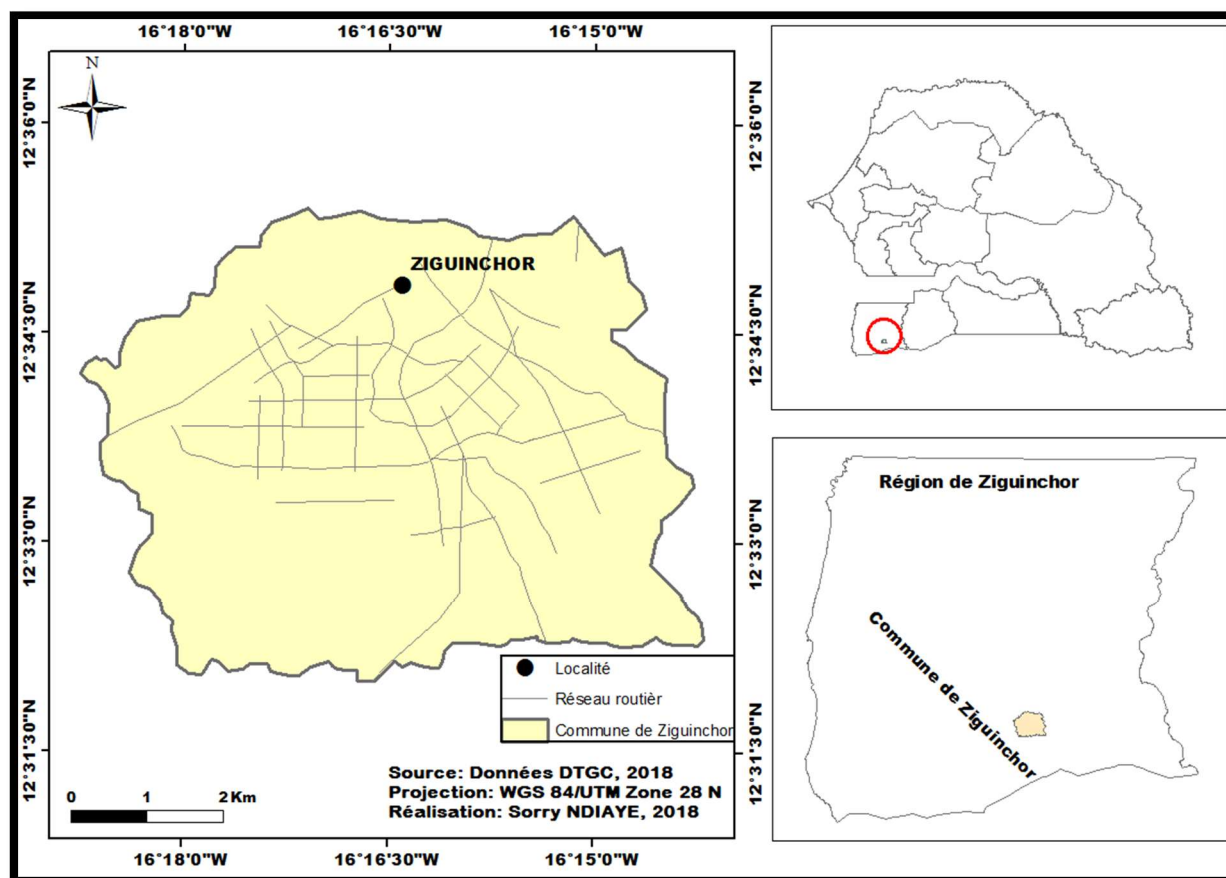 16°18'0"W
16°16'30"W
16°15'0"W
N
12°36'0"N
12°34'30"N
12°33'0"N
12°31'30"N
ZIGUINCHOR
12°36'0"N
12°34'30"N
12°33'0"N
12°31'30"N
Localité
Réseau routièr
Commune de Ziguinchor
Source: Données DTGC, 2018
Projection: WGS 84/UTM Zone 28 N
Réalisation: Sorry NDIAYE, 2018
0 1 2 Km
16°18'0"W
16°16'30"W
16°15'0"W
Région de Ziguinchor
Commune de Ziguinchor